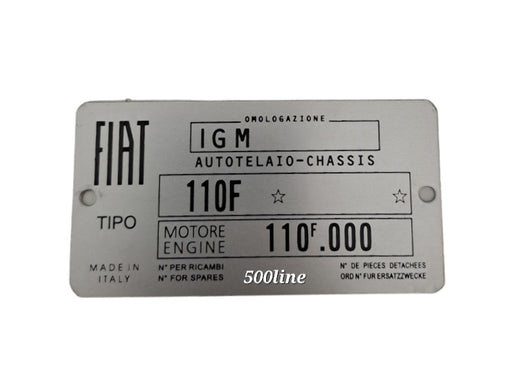 FIAT
OMOLOGAZIONE
IGM
AUTOTELAIO-CHASSIS
110F ☆ ☆
TIPO
MOTORE
ENGINE
110F.000
MADE IN
ITALY
N° PER RICAMBI
N° FOR SPARES
500line
N° DE PIECES DETACHEES
ORD N° FUR ERSATZZWECKE